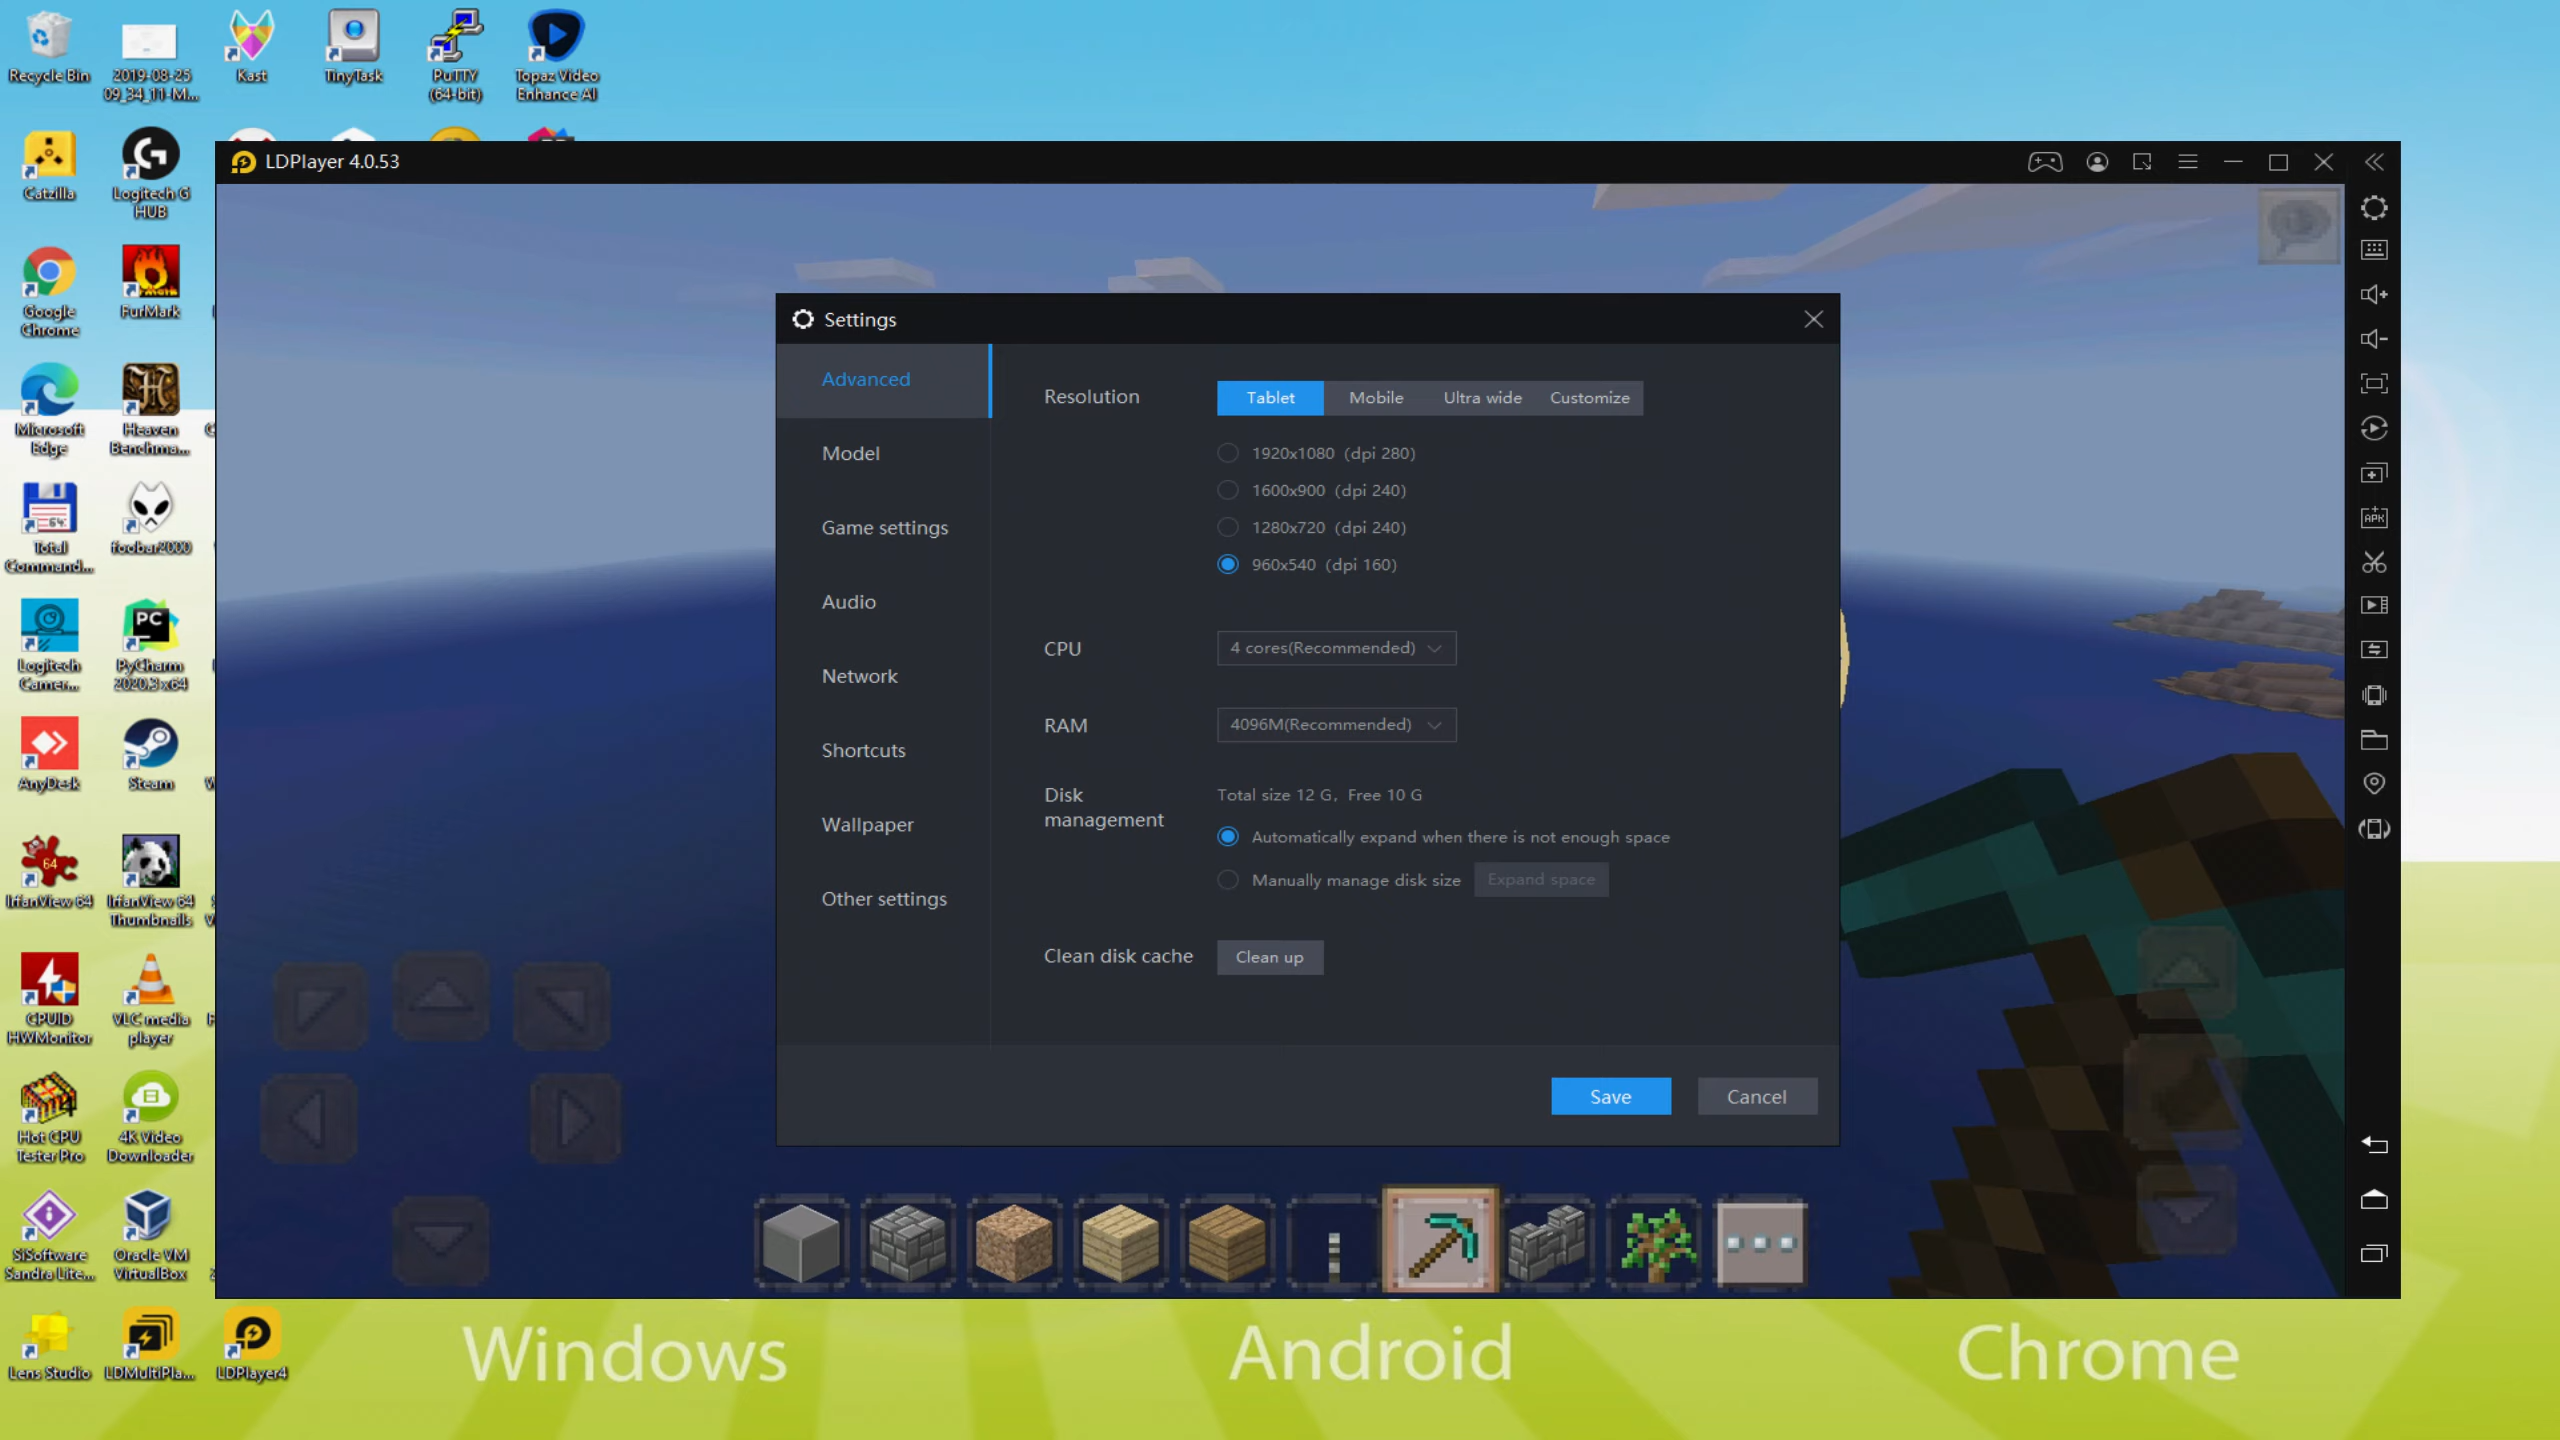 Recycle Bin
2019-08-25
09_34_11-M...
Kast
TinyTask
PuTTY
(64-bit)
Topaz Video
Enhance AI
Catzilla
Logitech G
HUB
LDPlayer 4.0.53
Google
Chrome
FurMark
Microsoft
Edge
Heaven
Benchma...
Total
Command...
foobar2000
Logitech
Camer...
PyCharm
2020.3 x64
AnyDesk
Steam
IrfanView 64
IrfanView 64
Thumbnails
CPUID
HWMonitor
VLC media
player
Hot CPU
Tester Pro
4K Video
Downloader
SiSoftware
Sandra Lite...
Oracle VM
VirtualBox
Lens Studio
LDMultiPla...
LDPlayer4
Settings
Advanced
Model
Game settings
Audio
Network
Shortcuts
Wallpaper
Other settings
Resolution
Tablet
Mobile
Ultra wide
Customize
1920x1080 (dpi 280)
1600x900 (dpi 240)
1280x720 (dpi 240)
960x540 (dpi 160)
CPU
4 cores(Recommended)
RAM
4096M(Recommended)
Disk
management
Total size 12 G, Free 10 G
Automatically expand when there is not enough space
Manually manage disk size
Expand space
Clean disk cache
Clean up
Save
Cancel
APK
Windows
Android
Chrome